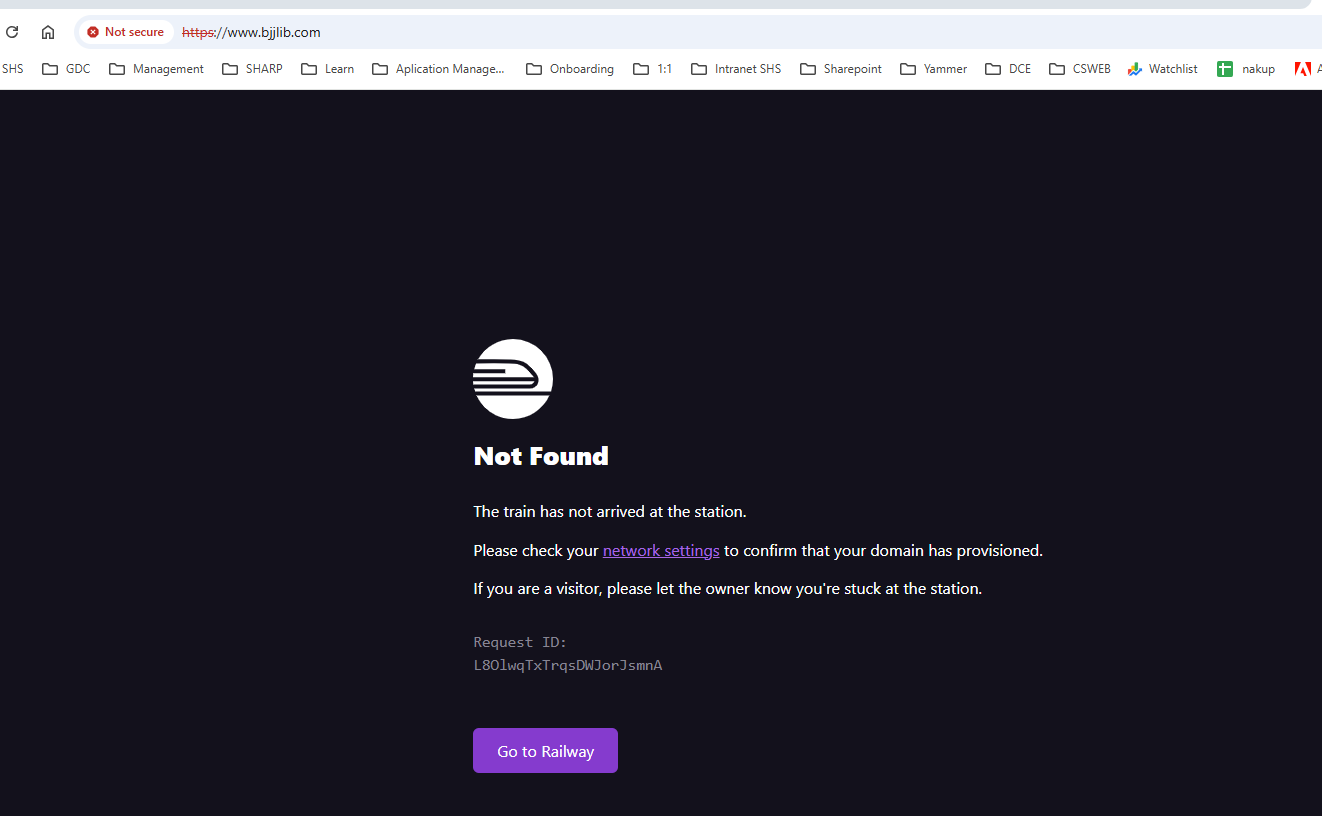 Not secure https://www.bjjlib.com
SHS GDC Management SHARP Learn Aplication Manage... Onboarding 1:1 Intranet SHS Sharepoint Yammer DCE CSWEB Watchlist nakup A
Not Found
The train has not arrived at the station.
Please check your network settings to confirm that your domain has provisioned.
If you are a visitor, please let the owner know you're stuck at the station.
Request ID:
L8OlwqTxTrqsDWJorJsmnA
Go to Railway